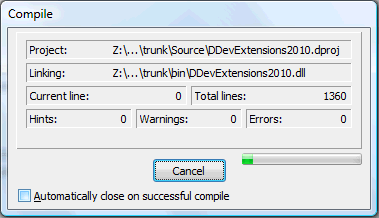 Compile
Project: Z:\...\trunk\Source\DDevExtensions2010.dproj
Linking: Z:\...\trunk\bin\DDevExtensions2010.dll
Current line: 0 Total lines: 1360
Hints: 0 Warnings: 0 Errors: 0
Cancel
Automatically close on successful compile